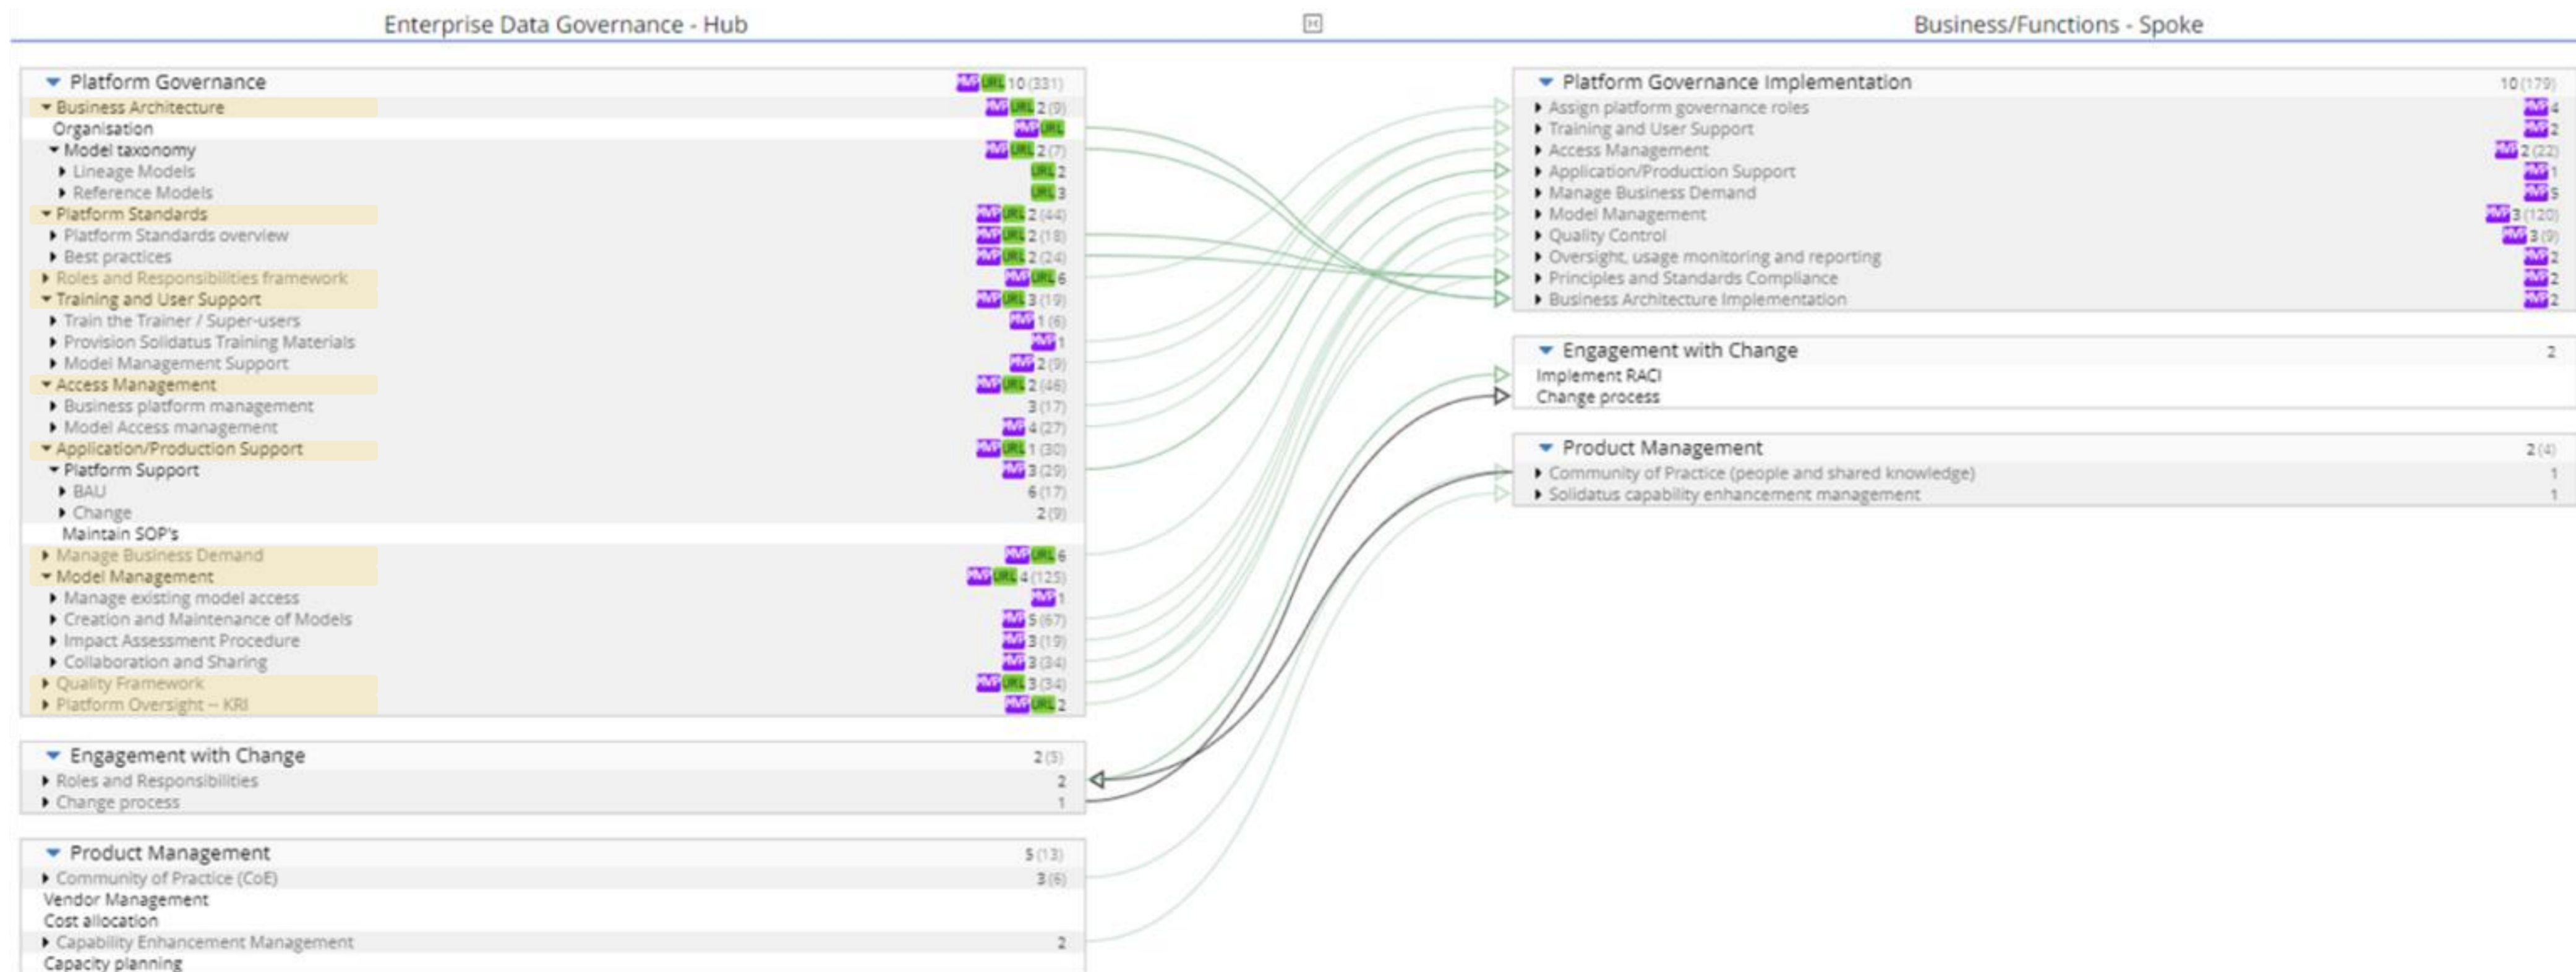 Enterprise Data Governance - Hub
Business/Functions - Spoke
Platform Governance MVP URL 10 (331)
Business Architecture MVP URL 2 (9)
Organisation MVP URL
Model taxonomy MVP URL 2 (7)
Lineage Models URL 2
Reference Models URL 3
Platform Standards MVP URL 2 (44)
Platform Standards overview MVP URL 2 (18)
Best practices MVP URL 2 (24)
Roles and Responsibilities framework MVP URL 6
Training and User Support MVP URL 3 (19)
Train the Trainer / Super-users MVP 1 (6)
Provision Solidatus Training Materials MVP 1
Model Management Support MVP 2 (9)
Access Management MVP URL 2 (46)
Business platform management 3 (17)
Model Access management MVP 4 (27)
Application/Production Support MVP URL 1 (30)
Platform Support MVP 3 (29)
BAU 6 (17)
Change 2 (9)
Maintain SOP's
Manage Business Demand MVP URL 6
Model Management MVP URL 4 (125)
Manage existing model access MVP 1
Creation and Maintenance of Models MVP 5 (67)
Impact Assessment Procedure MVP 3 (19)
Collaboration and Sharing MVP 3 (34)
Quality Framework MVP URL 3 (34)
Platform Oversight -- KRI MVP URL 2
Engagement with Change 2 (5)
Roles and Responsibilities 2
Change process 1
Product Management 5 (13)
Community of Practice (CoE) 3 (6)
Vendor Management
Cost allocation
Capability Enhancement Management 2
Capacity planning
Platform Governance Implementation 10 (179)
Assign platform governance roles MVP 4
Training and User Support MVP 2
Access Management MVP 2 (22)
Application/Production Support MVP 1
Manage Business Demand MVP 5
Model Management MVP 3 (120)
Quality Control MVP 3 (9)
Oversight, usage monitoring and reporting MVP 2
Principles and Standards Compliance MVP 2
Business Architecture Implementation MVP 2
Engagement with Change 2
Implement RACI
Change process
Product Management 2 (4)
Community of Practice (people and shared knowledge) 1
Solidatus capability enhancement management 1